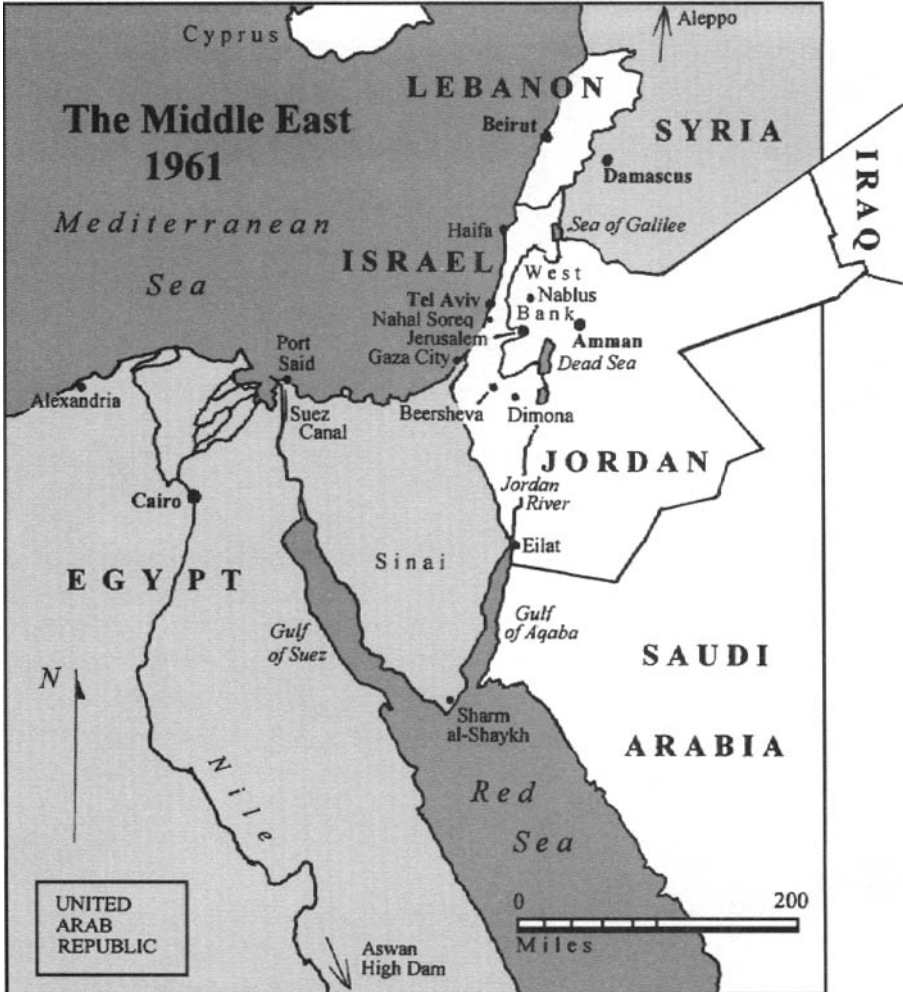 Cyprus
Aleppo
The Middle East
1961
LEBANON
Beirut
SYRIA
Damascus
IRAQ
Mediterranean
Sea
Haifa
Sea of Galilee
ISRAEL
West
Nablus
Tel Aviv
Bank
Nahal Soreq
Jerusalem
Amman
Gaza City
Dead Sea
Port
Said
Alexandria
Suez
Canal
Beersheva
Dimona
JORDAN
Jordan
River
Cairo
Eilat
Sinai
EGYPT
Gulf
of Suez
Gulf
of Aqaba
SAUDI
ARABIA
N
Sharm
al-Shaykh
Nile
Red
Sea
0 200
Miles
UNITED
ARAB
REPUBLIC
Aswan
High Dam